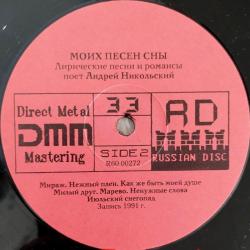 МОИХ ПЕСЕН СНЫ
Лирические песни и романсы
поет Андрей Никольский
Direct Metal
DMM
Mastering
33
SIDE 2
R60 00272
RD
RUSSIAN DISC
Мираж. Нежный плен. Как же быть моей душе
Милый друг. Марево. Ненужные слова
Июльский снегопад
Запись 1991 г.